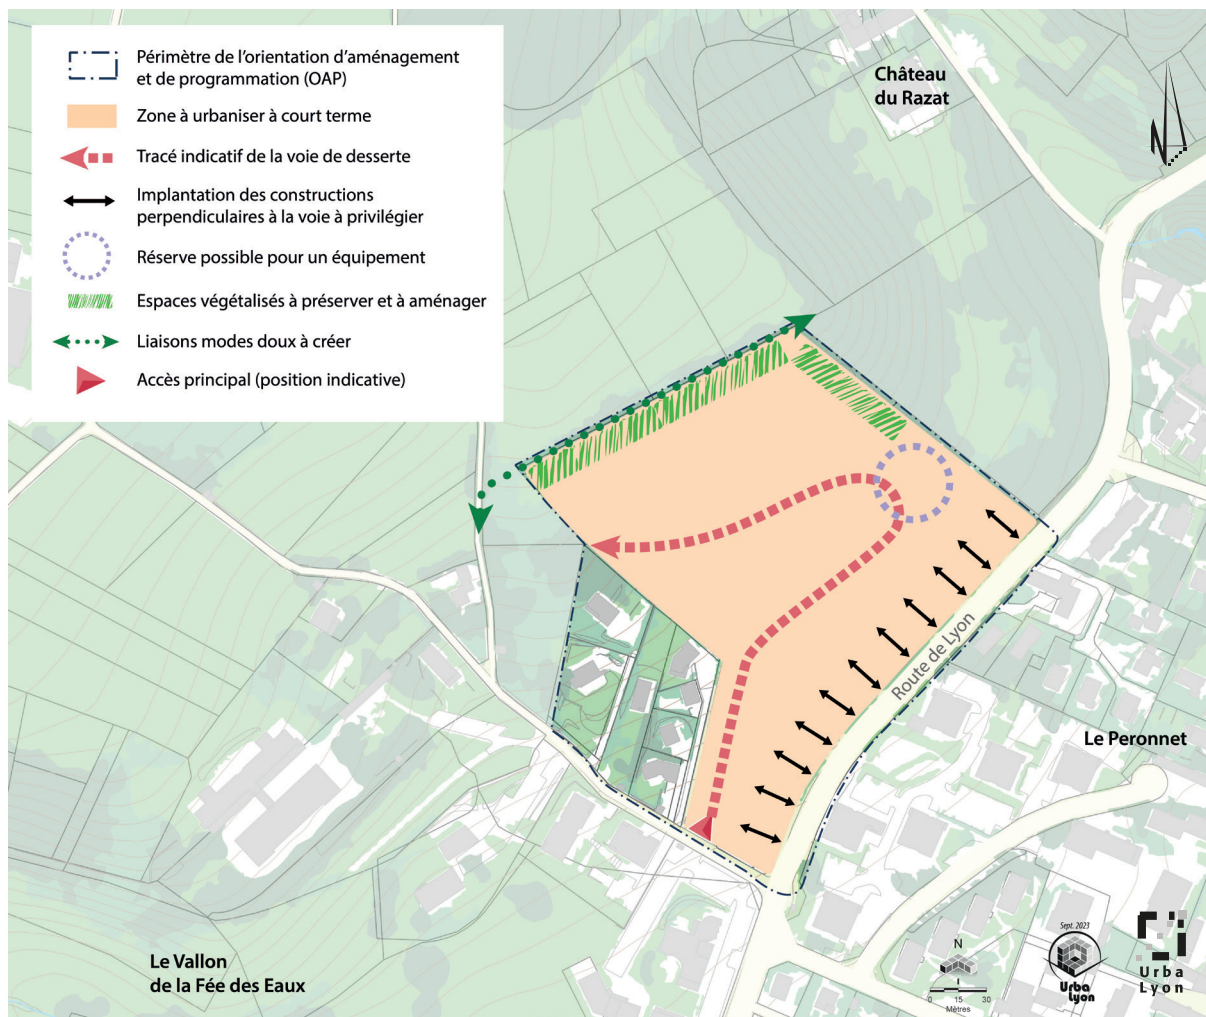 Périmètre de l'orientation d'aménagement
et de programmation (OAP)
Zone à urbaniser à court terme
Tracé indicatif de la voie de desserte
Implantation des constructions
perpendiculaires à la voie à privilégier
Réserve possible pour un équipement
Espaces végétalisés à préserver et à aménager
Liaisons modes doux à créer
Accès principal (position indicative)
Château
du Razat
N
Route de Lyon
Le Peronnet
Le Vallon
de la Fée des Eaux
N
0 15 30
Mètres
Sept. 2023
Urba
Lyon
Urba
Lyon